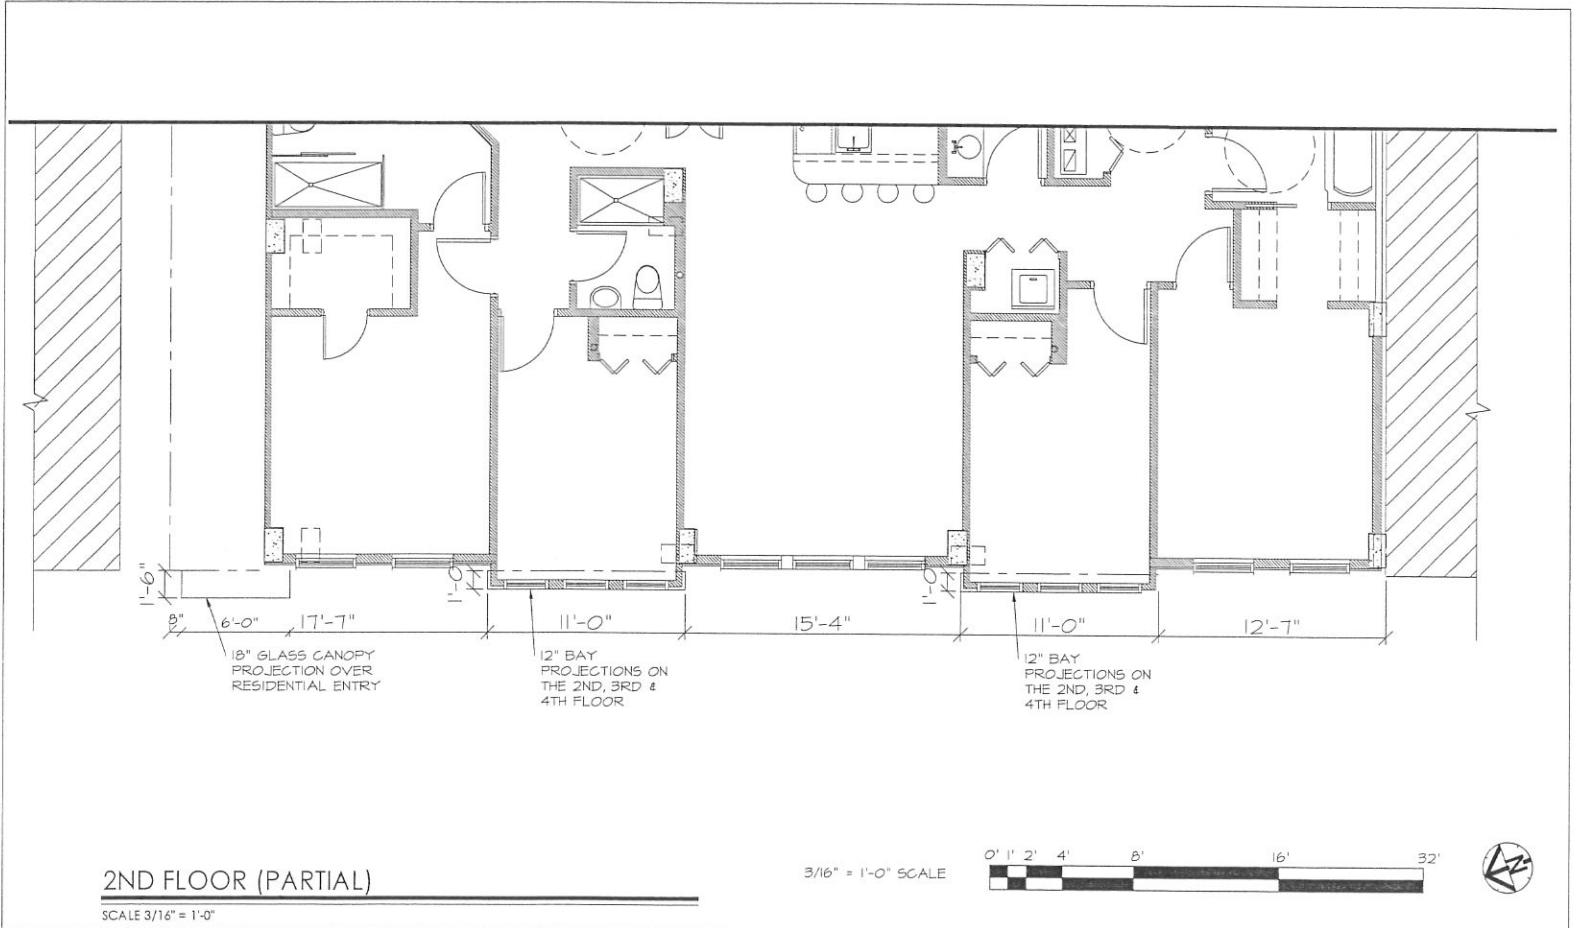 1'-6"
1'-0"
1'-0"
8"
6'-0"
17'-7"
11'-0"
15'-4"
11'-0"
12'-7"
18" GLASS CANOPY
PROJECTION OVER
RESIDENTIAL ENTRY
12" BAY
PROJECTIONS ON
THE 2ND, 3RD &
4TH FLOOR
12" BAY
PROJECTIONS ON
THE 2ND, 3RD &
4TH FLOOR
2ND FLOOR (PARTIAL)
SCALE 3/16" = 1'-0"
3/16" = 1'-0" SCALE
0' 1' 2' 4' 8' 16' 32'
N